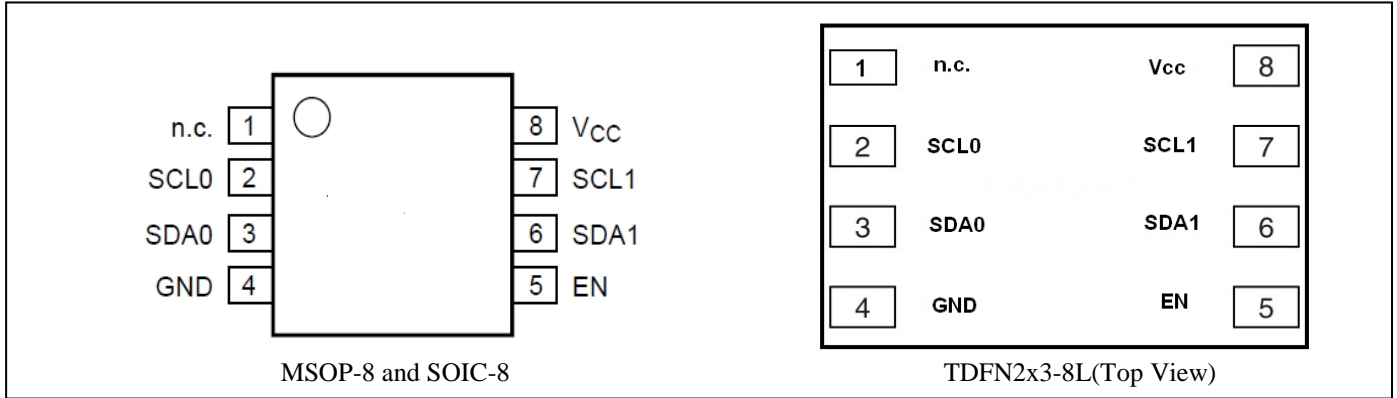 n.c. 1 8 VCC
SCL0 2 7 SCL1
SDA0 3 6 SDA1
GND 4 5 EN
MSOP-8 and SOIC-8
1 n.c. Vcc 8
2 SCL0 SCL1 7
3 SDA0 SDA1 6
4 GND EN 5
TDFN2x3-8L(Top View)